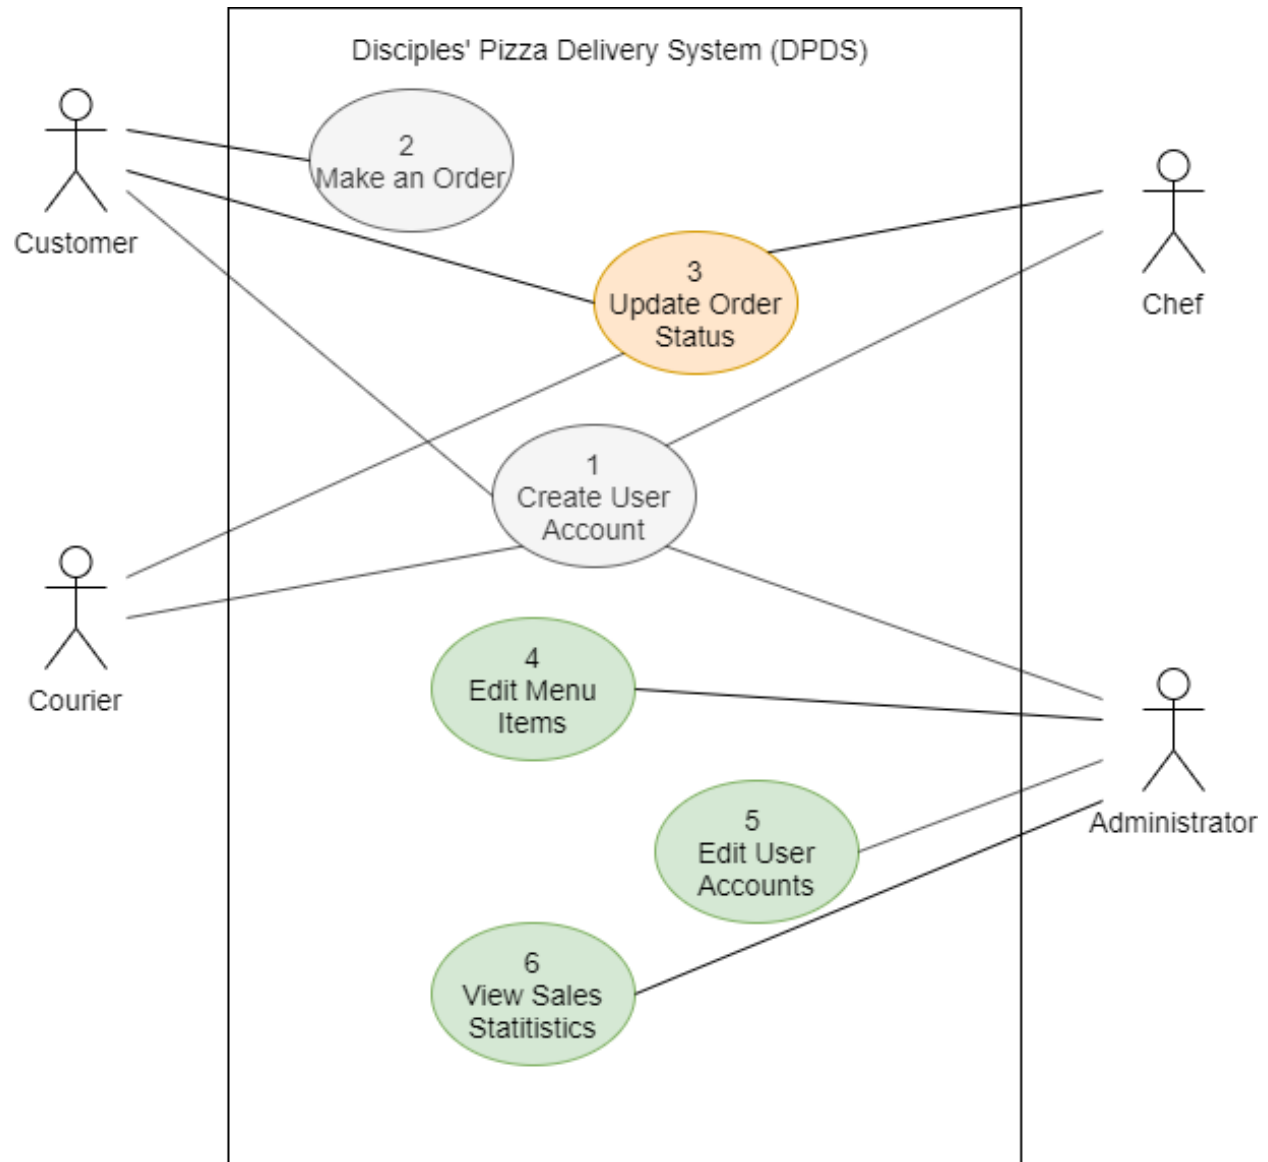 Disciples' Pizza Delivery System (DPDS)
2
Make an Order
Customer
3
Update Order
Status
Chef
1
Create User
Account
Courier
4
Edit Menu
Items
Administrator
5
Edit User
Accounts
6
View Sales
Statitistics